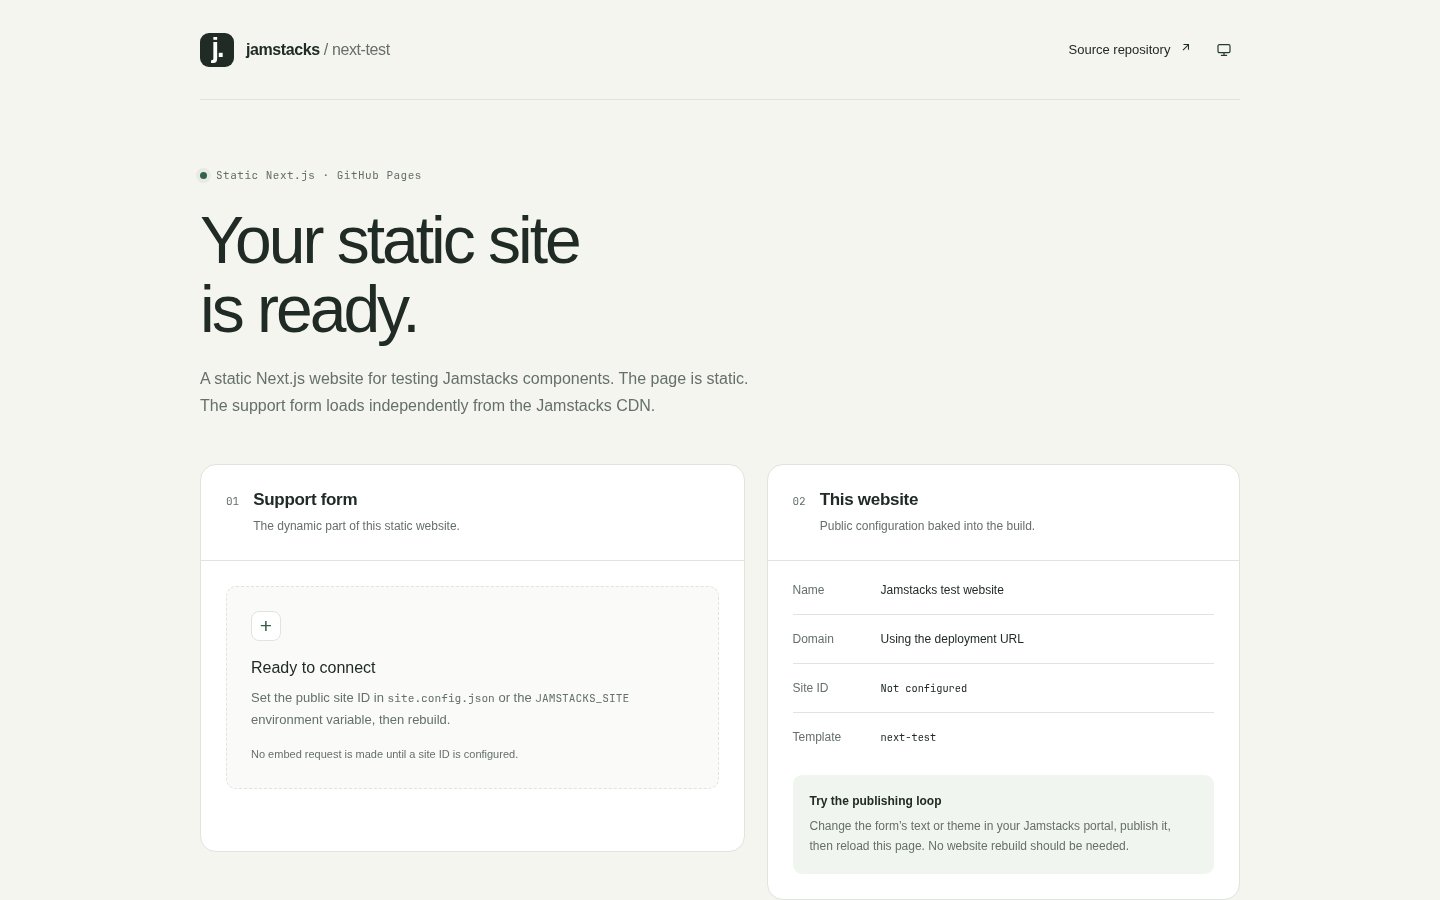 j.
jamstacks / next-test
Source repository
Static Next.js · GitHub Pages
Your static site
is ready.
A static Next.js website for testing Jamstacks components. The page is static.
The support form loads independently from the Jamstacks CDN.
01 Support form
The dynamic part of this static website.
Ready to connect
Set the public site ID in site.config.json or the JAMSTACKS_SITE
environment variable, then rebuild.
No embed request is made until a site ID is configured.
02 This website
Public configuration baked into the build.
Name Jamstacks test website
Domain Using the deployment URL
Site ID Not configured
Template next-test
Try the publishing loop
Change the form’s text or theme in your Jamstacks portal, publish it,
then reload this page. No website rebuild should be needed.